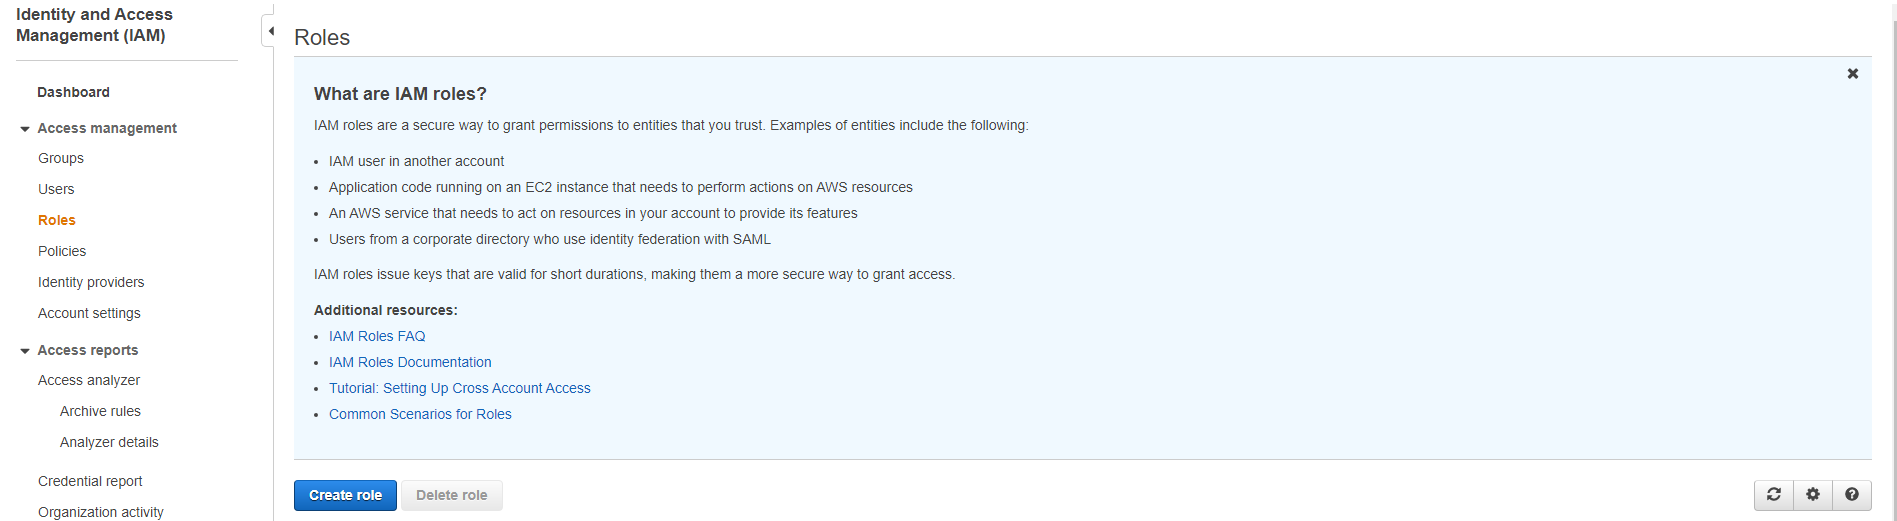 Identity and Access
Management (IAM)
Dashboard
Access management
Groups
Users
Roles
Policies
Identity providers
Account settings
Access reports
Access analyzer
Archive rules
Analyzer details
Credential report
Organization activity
Roles
What are IAM roles?
IAM roles are a secure way to grant permissions to entities that you trust. Examples of entities include the following:
IAM user in another account
Application code running on an EC2 instance that needs to perform actions on AWS resources
An AWS service that needs to act on resources in your account to provide its features
Users from a corporate directory who use identity federation with SAML
IAM roles issue keys that are valid for short durations, making them a more secure way to grant access.
Additional resources:
IAM Roles FAQ
IAM Roles Documentation
Tutorial: Setting Up Cross Account Access
Common Scenarios for Roles
Create role Delete role